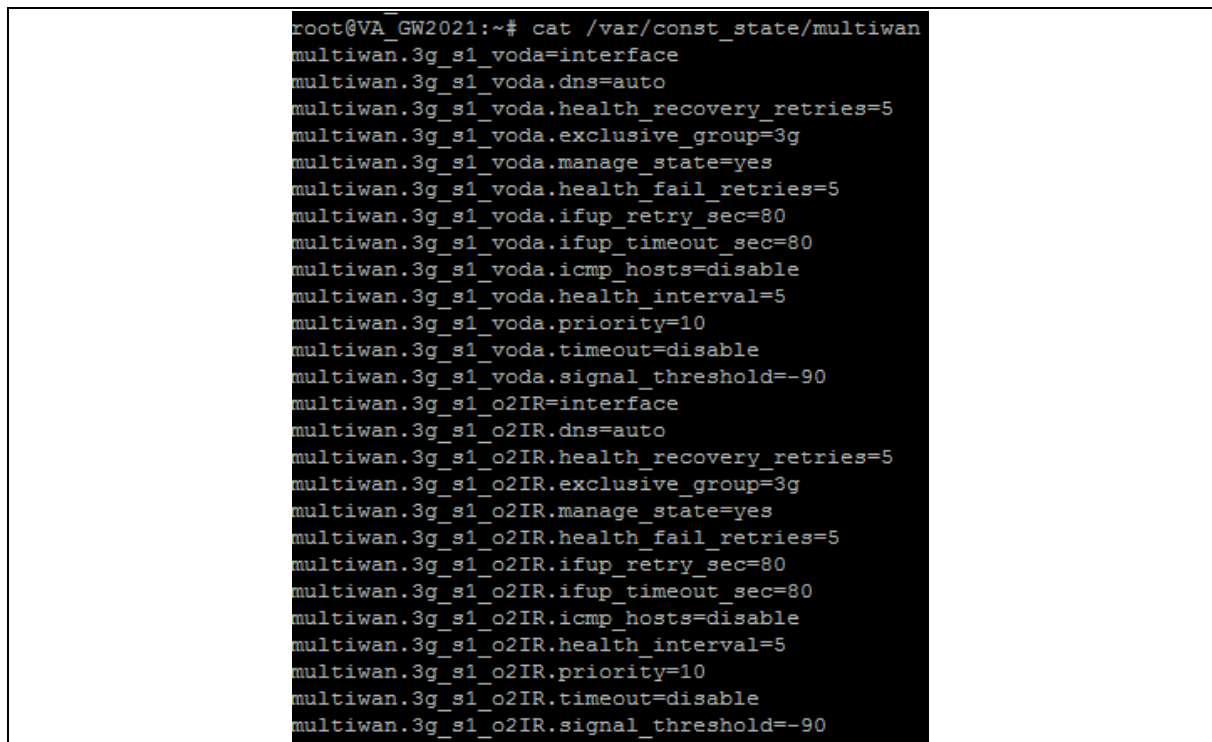 root@VA_GW2021:~# cat /var/const_state/multiwan
multiwan.3g_s1_voda=interface
multiwan.3g_s1_voda.dns=auto
multiwan.3g_s1_voda.health_recovery_retries=5
multiwan.3g_s1_voda.exclusive_group=3g
multiwan.3g_s1_voda.manage_state=yes
multiwan.3g_s1_voda.health_fail_retries=5
multiwan.3g_s1_voda.ifup_retry_sec=80
multiwan.3g_s1_voda.ifup_timeout_sec=80
multiwan.3g_s1_voda.icmp_hosts=disable
multiwan.3g_s1_voda.health_interval=5
multiwan.3g_s1_voda.priority=10
multiwan.3g_s1_voda.timeout=disable
multiwan.3g_s1_voda.signal_threshold=-90
multiwan.3g_s1_o2IR=interface
multiwan.3g_s1_o2IR.dns=auto
multiwan.3g_s1_o2IR.health_recovery_retries=5
multiwan.3g_s1_o2IR.exclusive_group=3g
multiwan.3g_s1_o2IR.manage_state=yes
multiwan.3g_s1_o2IR.health_fail_retries=5
multiwan.3g_s1_o2IR.ifup_retry_sec=80
multiwan.3g_s1_o2IR.ifup_timeout_sec=80
multiwan.3g_s1_o2IR.icmp_hosts=disable
multiwan.3g_s1_o2IR.health_interval=5
multiwan.3g_s1_o2IR.priority=10
multiwan.3g_s1_o2IR.timeout=disable
multiwan.3g_s1_o2IR.signal_threshold=-90